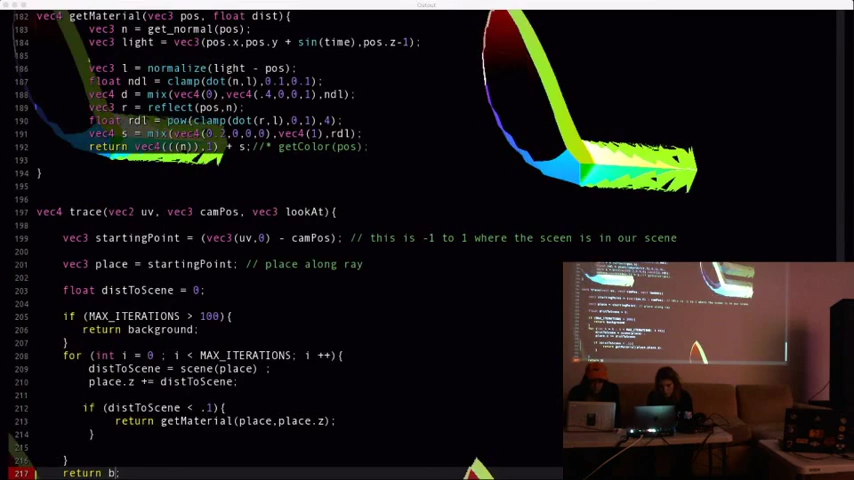 Output
182 vec4 getMaterial(vec3 pos, float dist){
183 vec3 n = get_normal(pos);
184 vec3 light = vec3(pos.x,pos.y + sin(time),pos.z-1);
185
186 vec3 l = normalize(light - pos);
187 float ndl = clamp(dot(n,l),0.1,0.1);
188 vec4 d = mix(vec4(0),vec4(.4,0,0,1),ndl);
189 vec3 r = reflect(pos,n);
190 float rdl = pow(clamp(dot(r,l),0.1),4);
191 vec4 s = mix(vec4(0.2,0,0,0),vec4(1),rdl);
192 return vec4(((n)),1) + s;//* getColor(pos);
193
194 }
195
196
197 vec4 trace(vec2 uv, vec3 camPos, vec3 lookAt){
198
199 vec3 startingPoint = (vec3(uv,0) - camPos); // this is -1 to 1 where the sceen is in our scene
200
201 vec3 place = startingPoint; // place along ray
202
203 float distToScene = 0;
204
205 if (MAX_ITERATIONS > 100){
206 return background;
207 }
208 for (int i = 0 ; i < MAX_ITERATIONS; i ++){
209 distToScene = scene(place) ;
210 place.z += distToScene;
211
212 if (distToScene < .1){
213 return getMaterial(place,place.z);
214 }
215
216 }
217 return b;